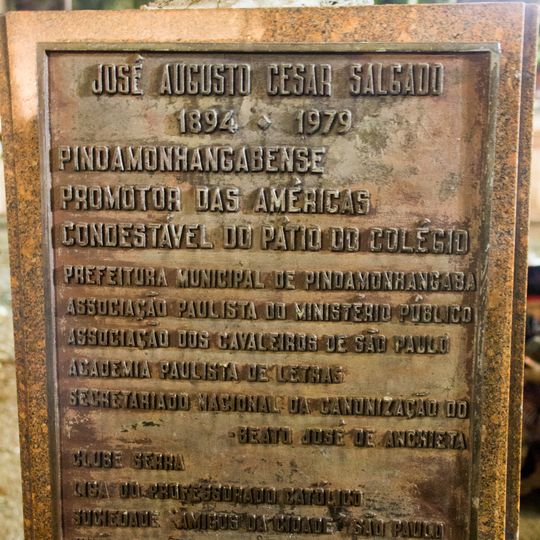 JOSÉ AUGUSTO CESAR SALGADO
1894 • 1979
PINDAMONHANGABENSE
PROMOTOR DAS AMÉRICAS
CONDESTÁVEL DO PÁTIO DO COLÉGIO
PREFEITURA MUNICIPAL DE PINDAMONHANGABA
ASSOCIAÇÃO PAULISTA DO MINISTÉRIO PÚBLICO
ASSOCIAÇÃO DOS CAVALEIROS DE SÃO PAULO
ACADEMIA PAULISTA DE LETRAS
SECRETARIADO NACIONAL DA CANONIZAÇÃO DO
BEATO JOSÉ DE ANCHIETA
CLUBE SERRA
LIGA DO PROFESSORADO CATÓLICO
SOCIEDADE "AMIGOS DA CIDADE" SÃO PAULO